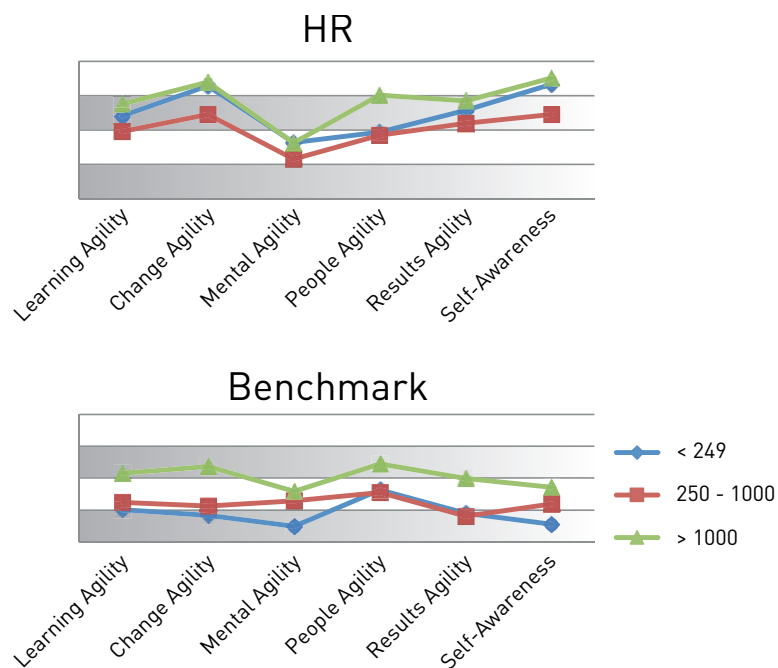 HR
Learning Agility
Change Agility
Mental Agility
People Agility
Results Agility
Self-Awareness
Benchmark
< 249
250 - 1000
> 1000
Learning Agility
Change Agility
Mental Agility
People Agility
Results Agility
Self-Awareness